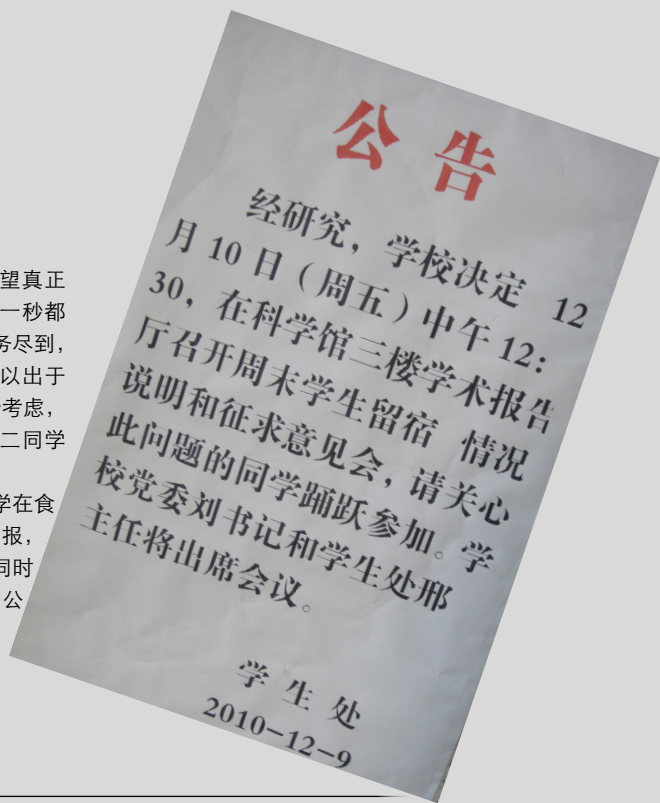 望真正
一秒都
务尽到,
以出于
考虑,
二同学
学在食
报,
同时
公
公 告
经研究，学校决定 12
月 10 日（周五）中午 12：
30，在科学馆三楼学术报告
厅召开周末学生留宿 情况
说明和征求意见会，请关心
此问题的同学踊跃参加。学
校党委刘书记和学生处邢
主任将出席会议。
学 生 处
2010-12-9